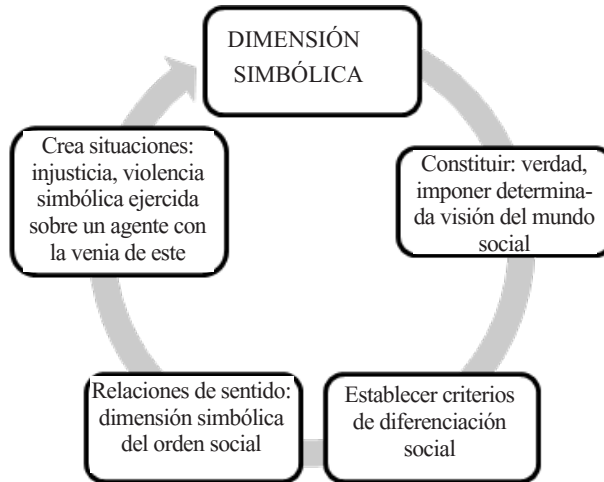 DIMENSIÓN
SIMBÓLICA
Constituir: verdad,
imponer determina-
da visión del mundo
social
Establecer criterios
de diferenciación
social
Relaciones de sentido:
dimensión simbólica
del orden social
Crea situaciones:
injusticia, violencia
simbólica ejercida
sobre un agente con
la venia de este